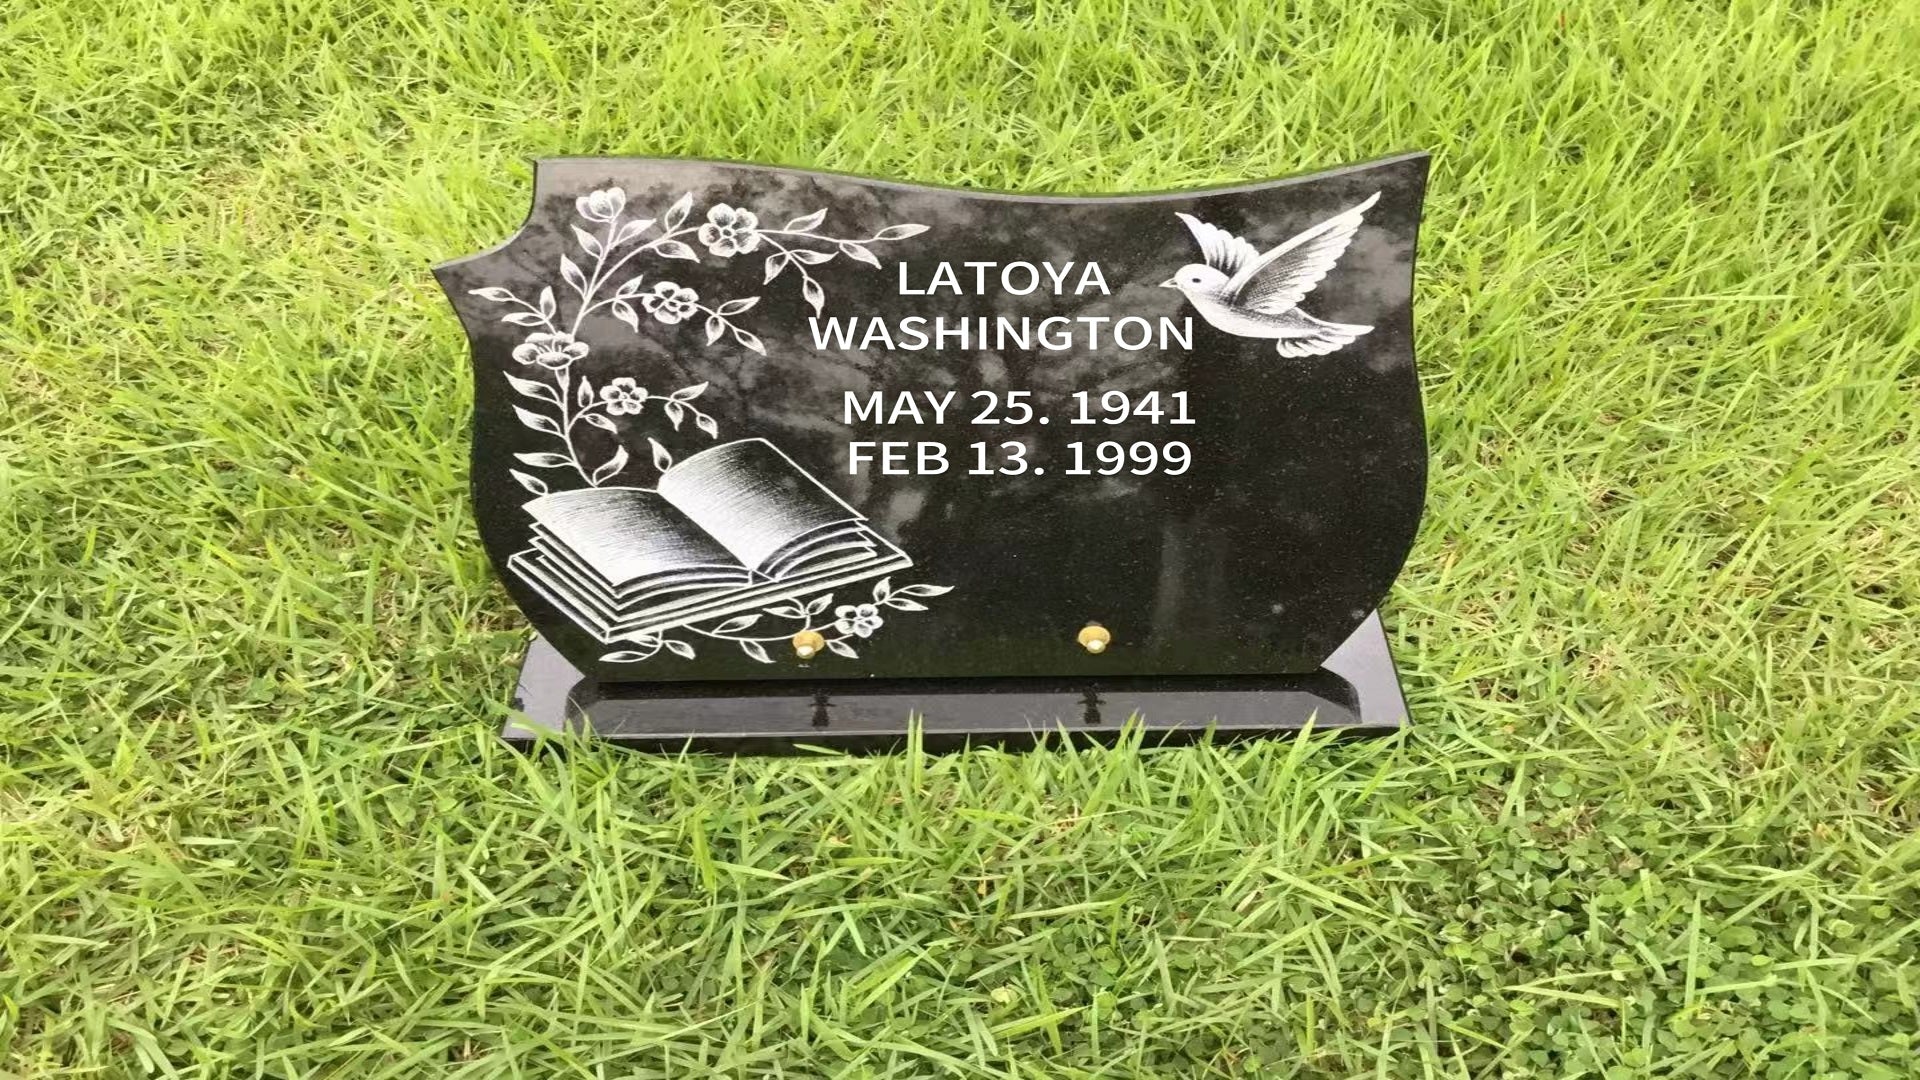 LATOYA
WASHINGTON
MAY 25. 1941
FEB 13. 1999